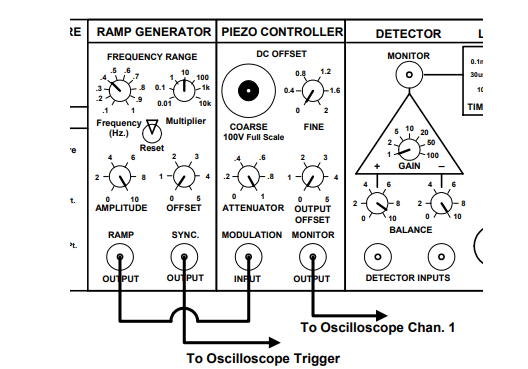 RE RAMP GENERATOR PIEZO CONTROLLER DETECTOR L
FREQUENCY RANGE
.1 .2 .3 .4 .5 .6 .7 .8 .9 1
Frequency
(Hz.)
0.01 0.1 1 10 100 1k 10k
Multiplier
Reset
0 2 4 6 8 10
AMPLITUDE
0 1 2 3 4 5
OFFSET
RAMP
OUTPUT
SYNC.
OUTPUT
DC OFFSET
COARSE
100V Full Scale
0 0.4 0.8 1.2 1.6 2
FINE
0 .2 .4 .6 .8 1
ATTENUATOR
0 1 2 3 4 5
OUTPUT
OFFSET
MODULATION
INPUT
MONITOR
OUTPUT
MONITOR
1 2 5 10 20 50 100
GAIN
+ –
0 2 4 6 8 10
0 2 4 6 8 10
BALANCE
DETECTOR INPUTS
TIM
To Oscilloscope Chan. 1
To Oscilloscope Trigger